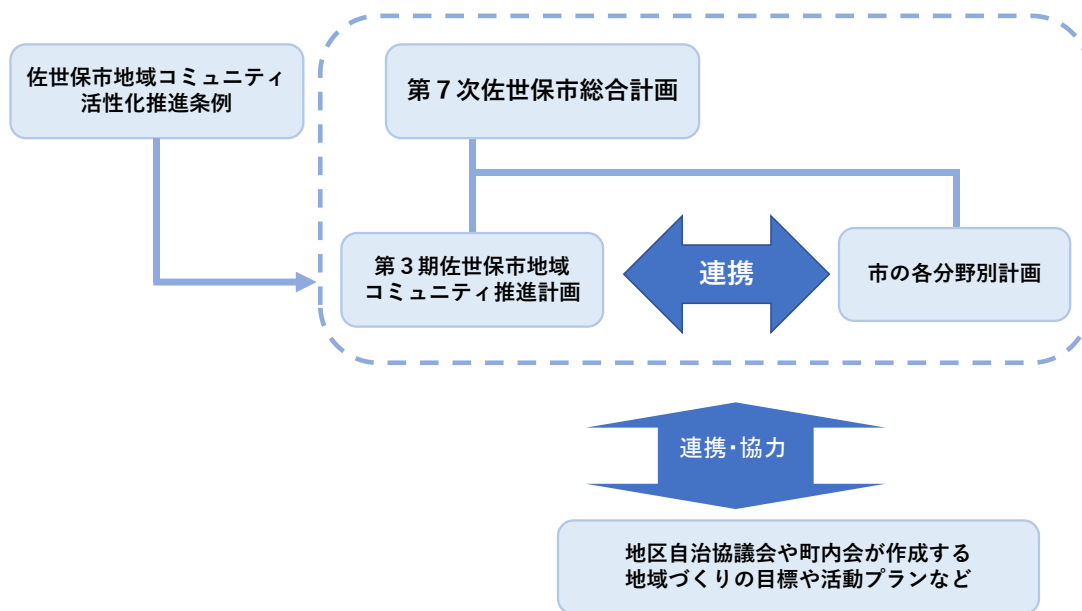 佐世保市地域コミュニティ
活性化推進条例
第７次佐世保市総合計画
第３期佐世保市地域
コミュニティ推進計画
連携
市の各分野別計画
連携・協力
地区自治協議会や町内会が作成する
地域づくりの目標や活動プランなど